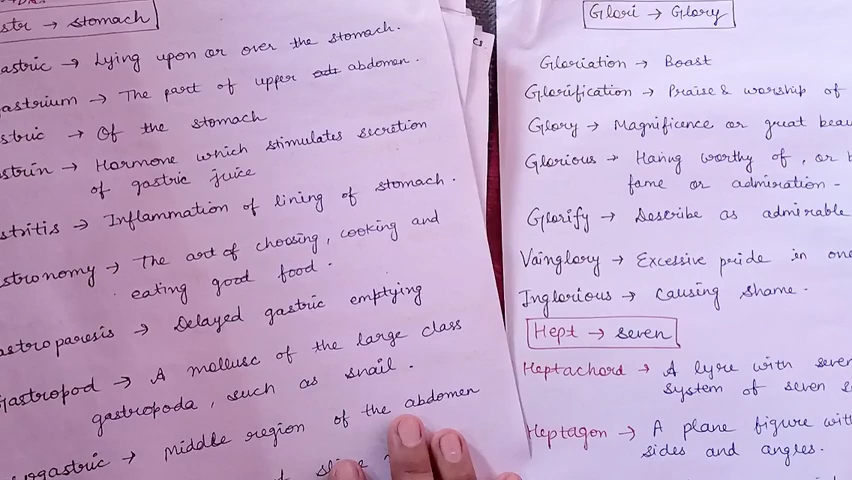 str → stomach
astric → Lying upon or over the stomach.
astrium → The part of upper abdomen.
stric → Of the stomach
strin → Hormone which stimulates secretion
of gastric juice
stritis → Inflammation of lining of stomach.
stronomy → The art of choosing, cooking and
eating good food.
astroparesis → Delayed gastric emptying
Gastropod → A mollusc of the large class
gastropoda, such as snail.
gastric → Middle region of the abdomen
Glori → Glory
Gloriation → Boast
Glorification → Praise & worship of
Glory → Magnificence or great beau
Glorious → Having worthy of, or b
fame or admiration -
Glorify → Describe as admirable
Vainglory → Excessive pride in one
Inglorious → Causing shame.
Hept → seven
Heptachord → A lyre with seven
system of seven
Heptagon → A plane figure with
sides and angles.